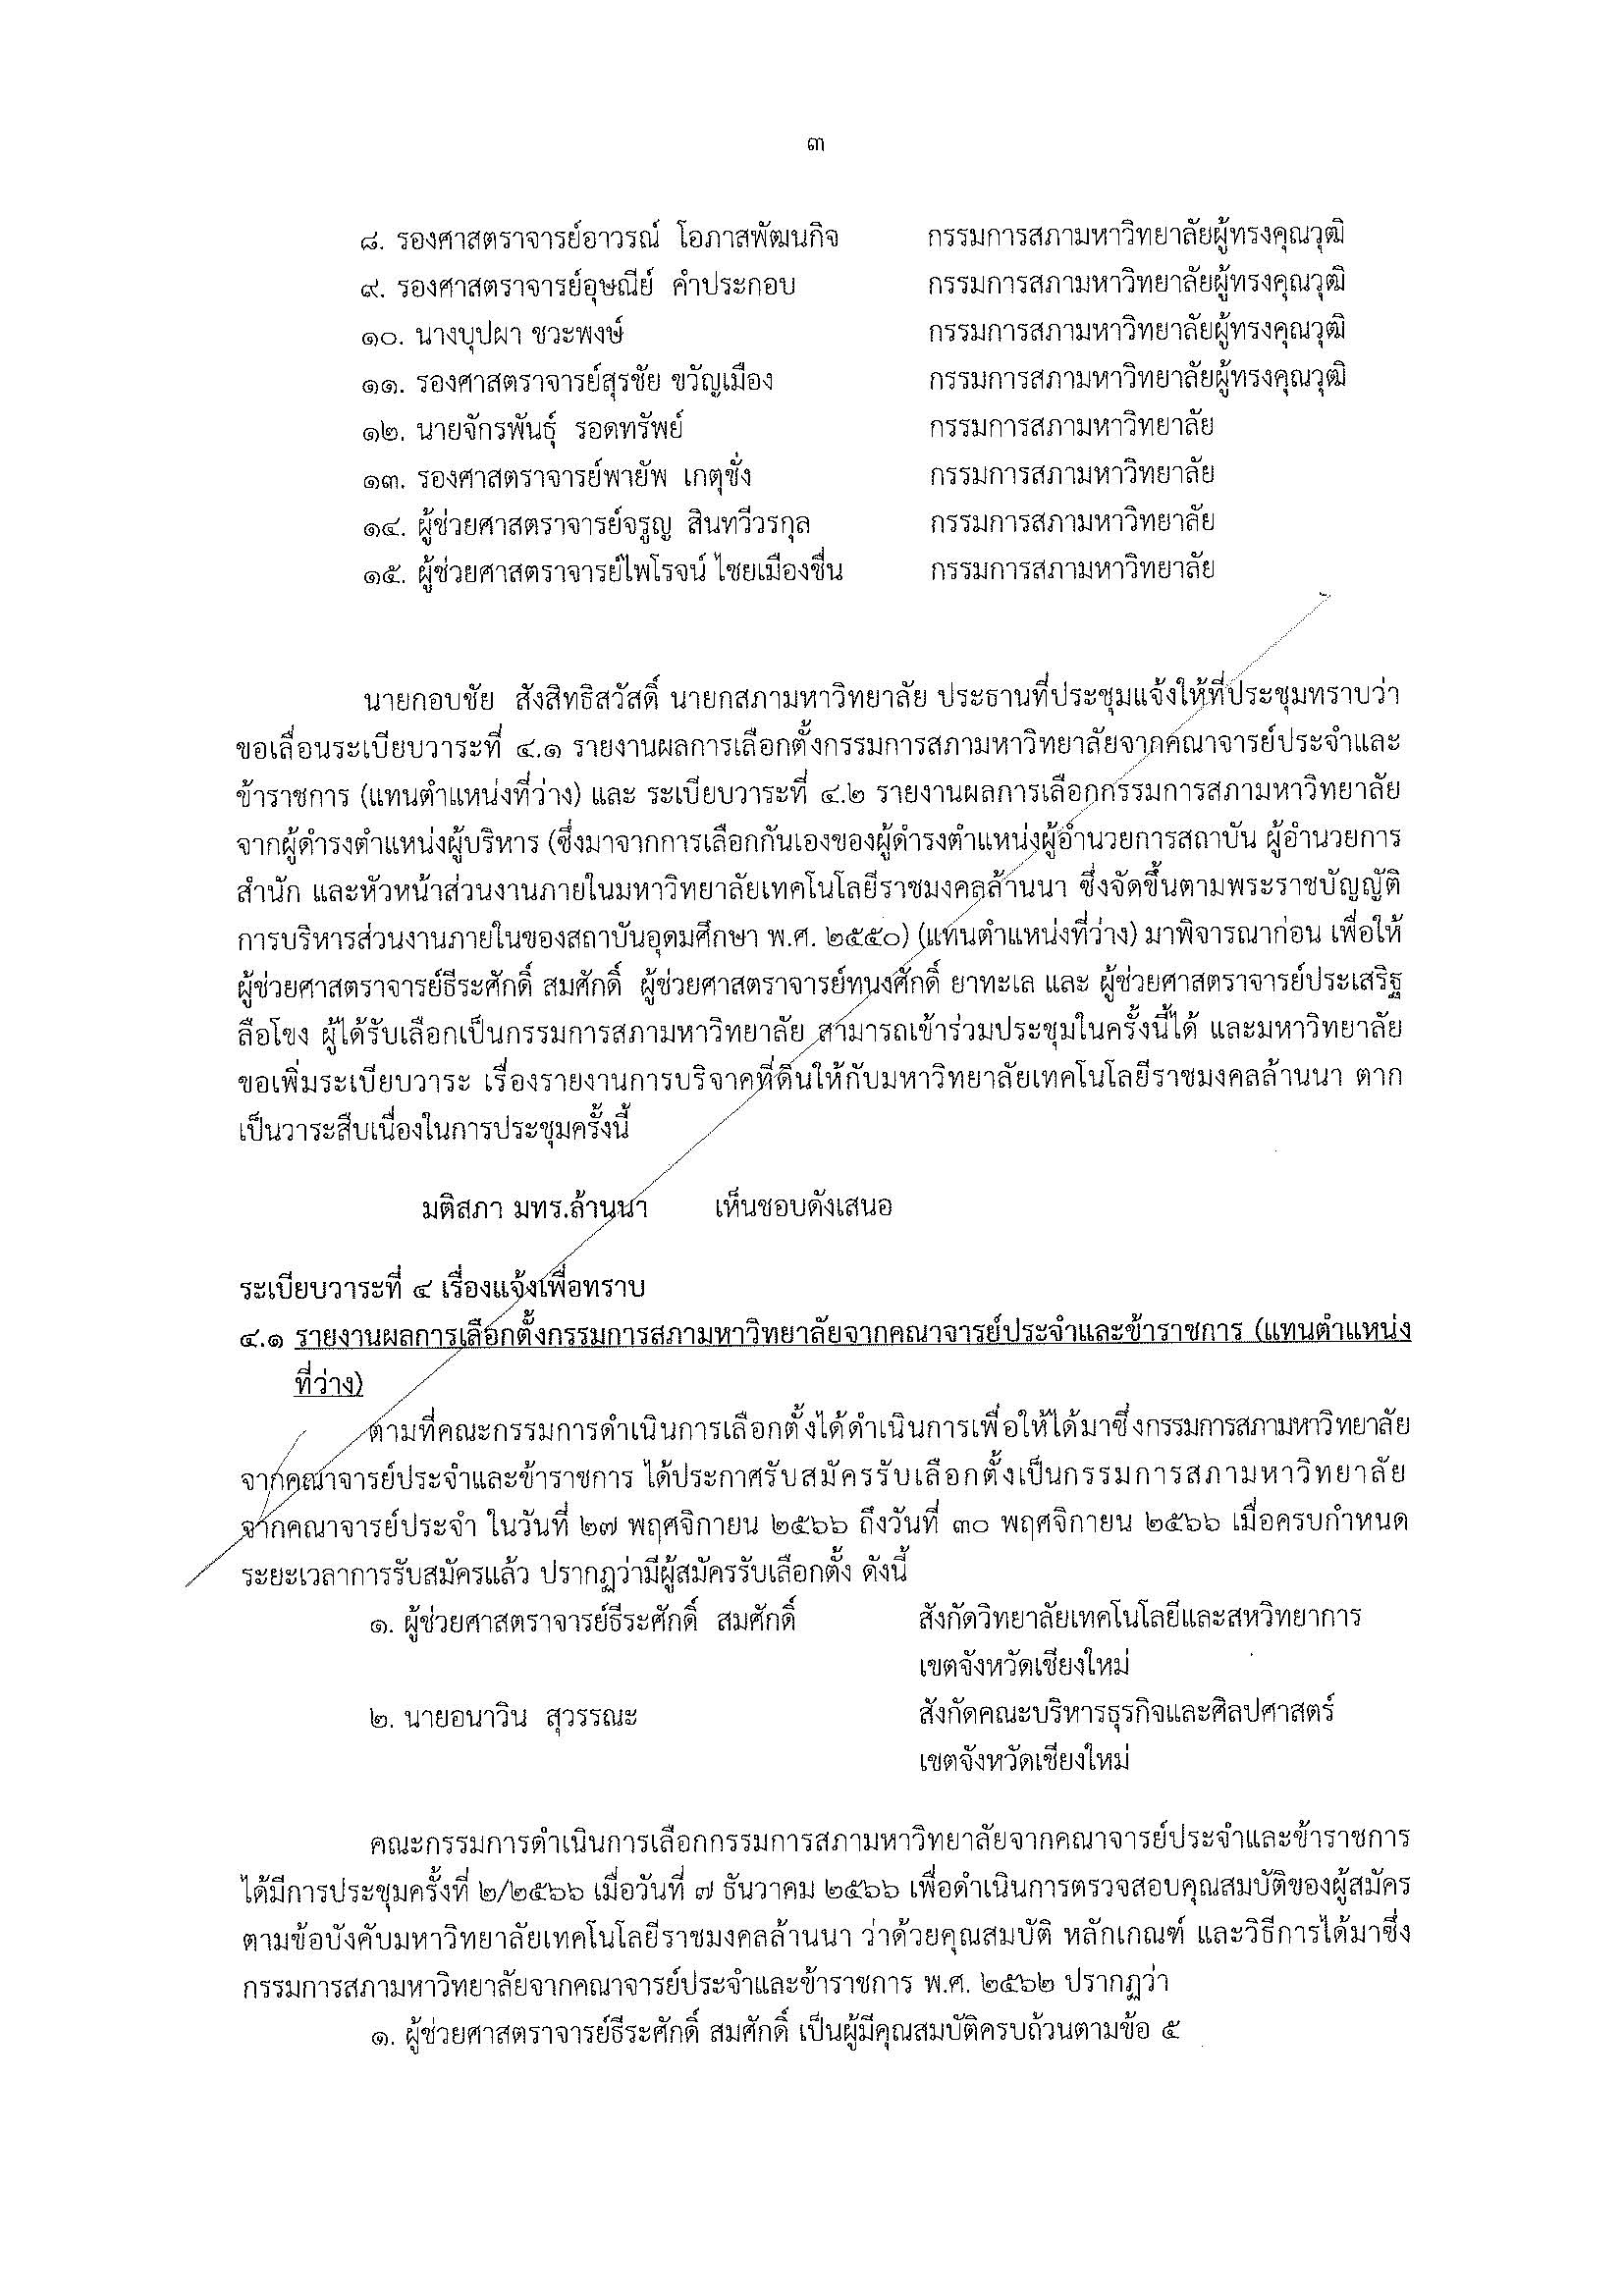 ๓
๘. รองศาสตราจารย์อาวรณ์ โอภาสพัฒนกิจ กรรมการสภามหาวิทยาลัยผู้ทรงคุณวุฒิ
๙. รองศาสตราจารย์อุษณีย์ คำประกอบ กรรมการสภามหาวิทยาลัยผู้ทรงคุณวุฒิ
๑๐. นางบุปผา ชวะพงษ์ กรรมการสภามหาวิทยาลัยผู้ทรงคุณวุฒิ
๑๑. รองศาสตราจารย์สุรชัย ขวัญเมือง กรรมการสภามหาวิทยาลัยผู้ทรงคุณวุฒิ
๑๒. นายจักรพันธุ์ รอดทรัพย์ กรรมการสภามหาวิทยาลัย
๑๓. รองศาสตราจารย์พายัพ เกตุชั่ง กรรมการสภามหาวิทยาลัย
๑๔. ผู้ช่วยศาสตราจารย์จรูญ สินทวีวรกุล กรรมการสภามหาวิทยาลัย
๑๕. ผู้ช่วยศาสตราจารย์ไพโรจน์ ไชยเมืองชื่น กรรมการสภามหาวิทยาลัย
นายกอบชัย สังสิทธิสวัสดิ์ นายกสภามหาวิทยาลัย ประธานที่ประชุมแจ้งให้ที่ประชุมทราบว่า
ขอเลื่อนระเบียบวาระที่ ๔.๑ รายงานผลการเลือกตั้งกรรมการสภามหาวิทยาลัยจากคณาจารย์ประจำและ
ข้าราชการ (แทนตำแหน่งที่ว่าง) และ ระเบียบวาระที่ ๔.๒ รายงานผลการเลือกกรรมการสภามหาวิทยาลัย
จากผู้ดำรงตำแหน่งผู้บริหาร (ซึ่งมาจากการเลือกกันเองของผู้ดำรงตำแหน่งผู้อำนวยการสถาบัน ผู้อำนวยการ
สำนัก และหัวหน้าส่วนงานภายในมหาวิทยาลัยเทคโนโลยีราชมงคลล้านนา ซึ่งจัดขึ้นตามพระราชบัญญัติ
การบริหารส่วนงานภายในของสถาบันอุดมศึกษา พ.ศ. ๒๕๕๐) (แทนตำแหน่งที่ว่าง) มาพิจารณาก่อน เพื่อให้
ผู้ช่วยศาสตราจารย์ธีระศักดิ์ สมศักดิ์ ผู้ช่วยศาสตราจารย์ทนงศักดิ์ ยาทะเล และ ผู้ช่วยศาสตราจารย์ประเสริฐ
ลือโขง ผู้ได้รับเลือกเป็นกรรมการสภามหาวิทยาลัย สามารถเข้าร่วมประชุมในครั้งนี้ได้ และมหาวิทยาลัย
ขอเพิ่มระเบียบวาระ เรื่องรายงานการบริจาคที่ดินให้กับมหาวิทยาลัยเทคโนโลยีราชมงคลล้านนา ตาก
เป็นวาระสืบเนื่องในการประชุมครั้งนี้
มติสภา มทร.ล้านนา เห็นชอบดังเสนอ
ระเบียบวาระที่ ๔ เรื่องแจ้งเพื่อทราบ
๔.๑ รายงานผลการเลือกตั้งกรรมการสภามหาวิทยาลัยจากคณาจารย์ประจำและข้าราชการ (แทนตำแหน่ง
ที่ว่าง)
ตามที่คณะกรรมการดำเนินการเลือกตั้งได้ดำเนินการเพื่อให้ได้มาซึ่งกรรมการสภามหาวิทยาลัย
จากคณาจารย์ประจำและข้าราชการ ได้ประกาศรับสมัครรับเลือกตั้งเป็นกรรมการสภามหาวิทยาลัย
จากคณาจารย์ประจำ ในวันที่ ๒๗ พฤศจิกายน ๒๕๖๖ ถึงวันที่ ๓๐ พฤศจิกายน ๒๕๖๖ เมื่อครบกำหนด
ระยะเวลาการรับสมัครแล้ว ปรากฏว่ามีผู้สมัครรับเลือกตั้ง ดังนี้
๑. ผู้ช่วยศาสตราจารย์ธีระศักดิ์ สมศักดิ์ สังกัดวิทยาลัยเทคโนโลยีและสหวิทยาการ
เขตจังหวัดเชียงใหม่
๒. นายอนาวิน สุวรรณะ สังกัดคณะบริหารธุรกิจและศิลปศาสตร์
เขตจังหวัดเชียงใหม่
คณะกรรมการดำเนินการเลือกกรรมการสภามหาวิทยาลัยจากคณาจารย์ประจำและข้าราชการ
ได้มีการประชุมครั้งที่ ๒/๒๕๖๖ เมื่อวันที่ ๗ ธันวาคม ๒๕๖๖ เพื่อดำเนินการตรวจสอบคุณสมบัติของผู้สมัคร
ตามข้อบังคับมหาวิทยาลัยเทคโนโลยีราชมงคลล้านนา ว่าด้วยคุณสมบัติ หลักเกณฑ์ และวิธีการได้มาซึ่ง
กรรมการสภามหาวิทยาลัยจากคณาจารย์ประจำและข้าราชการ พ.ศ. ๒๕๖๒ ปรากฏว่า
๑. ผู้ช่วยศาสตราจารย์ธีระศักดิ์ สมศักดิ์ เป็นผู้มีคุณสมบัติครบถ้วนตามข้อ ๕